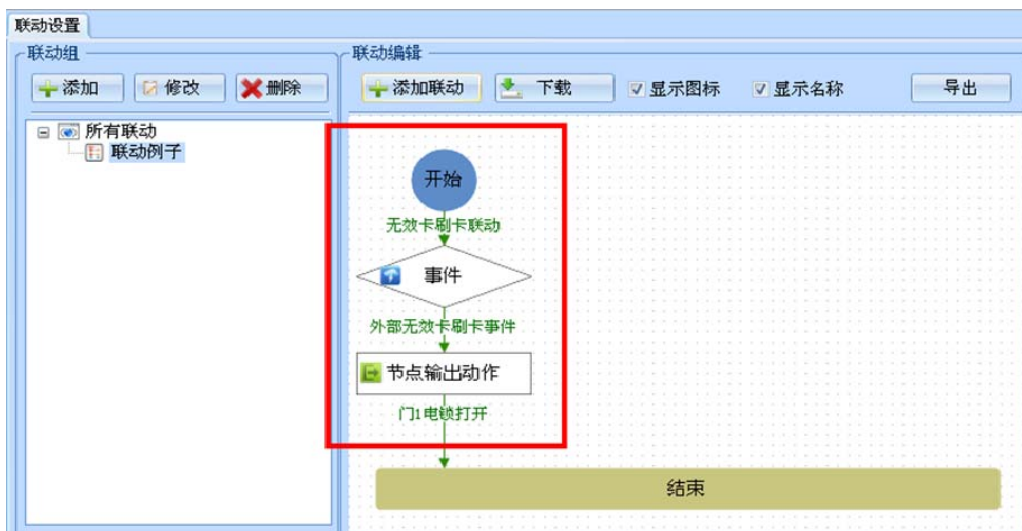 联动设置
联动组
联动编辑
添加 修改 删除
添加联动 下载 显示图标 显示名称 导出
所有联动
联动例子
开始
无效卡刷卡联动
事件
外部无效卡刷卡事件
节点输出动作
门1电锁打开
结束